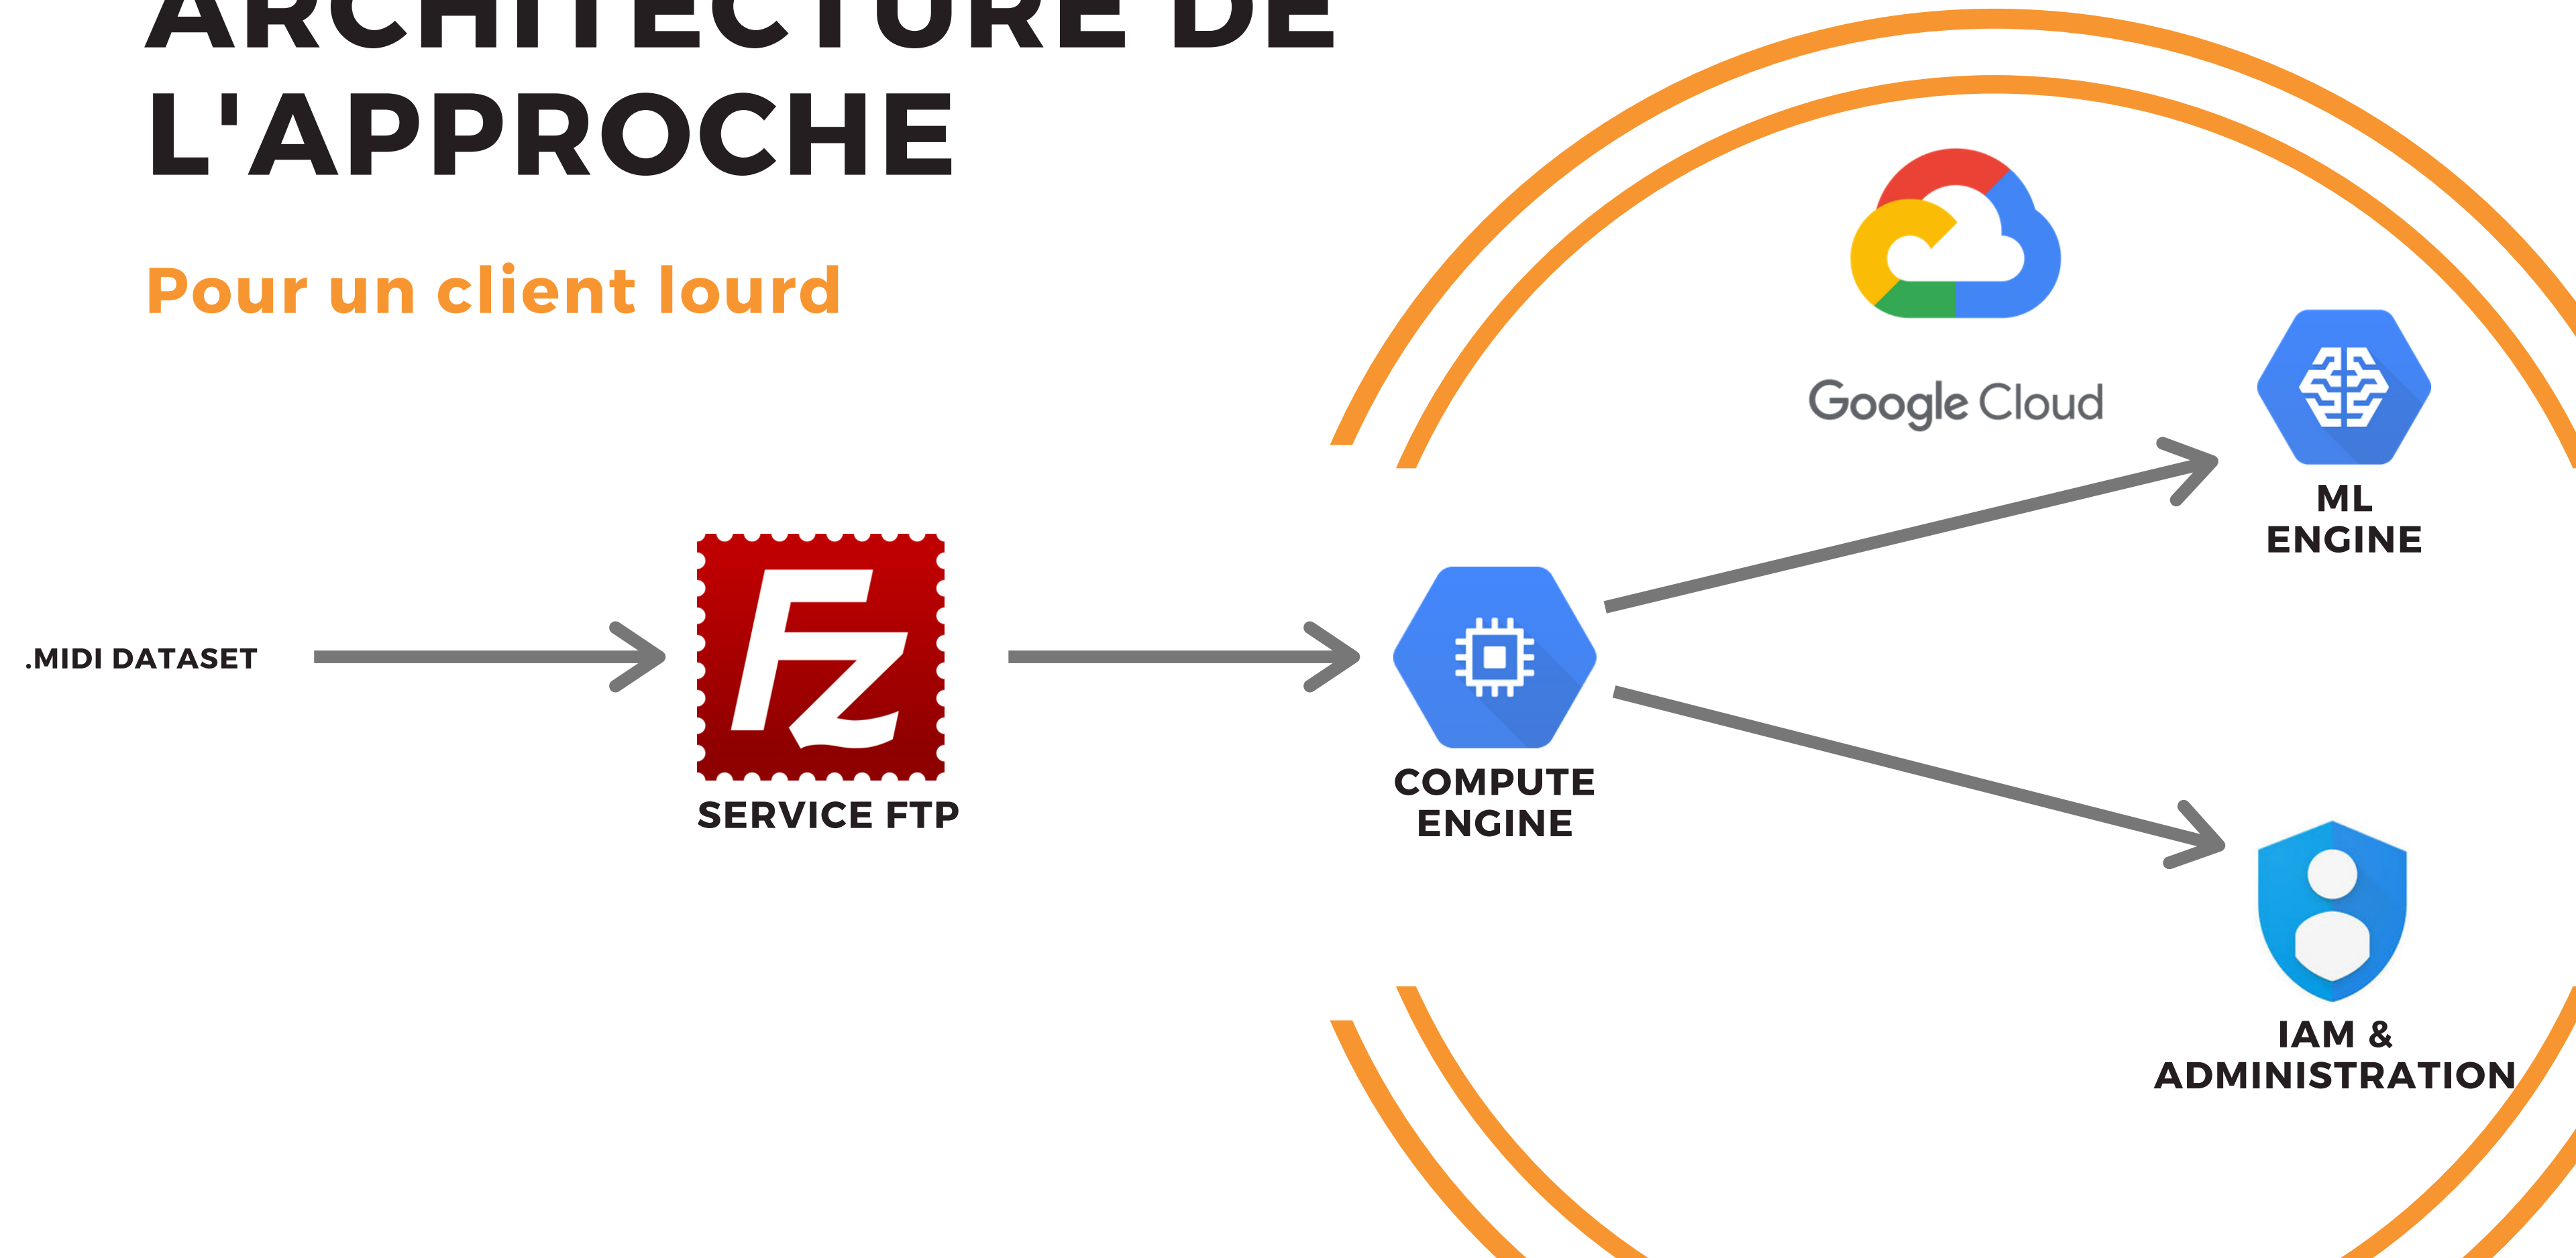 ARCHITECTURE DE
L'APPROCHE
Pour un client lourd
Google Cloud
ML
ENGINE
.MIDI DATASET
Fz
SERVICE FTP
COMPUTE
ENGINE
IAM &
ADMINISTRATION